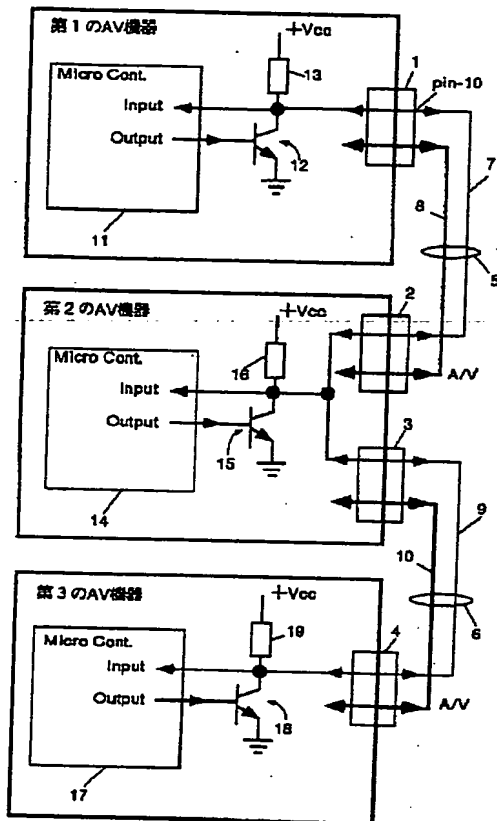 第1のAV機器
+Vcc
Micro Cont.
13
1
pin-10
Input
Output
12
7
8
11
5
2
第2のAV機器
+Vcc
Micro Cont.
16
Input
A/V
Output
3
15
14
9
10
第3のAV機器
+Vcc
6
Micro Cont.
19
4
Input
Output
A/V
18
17